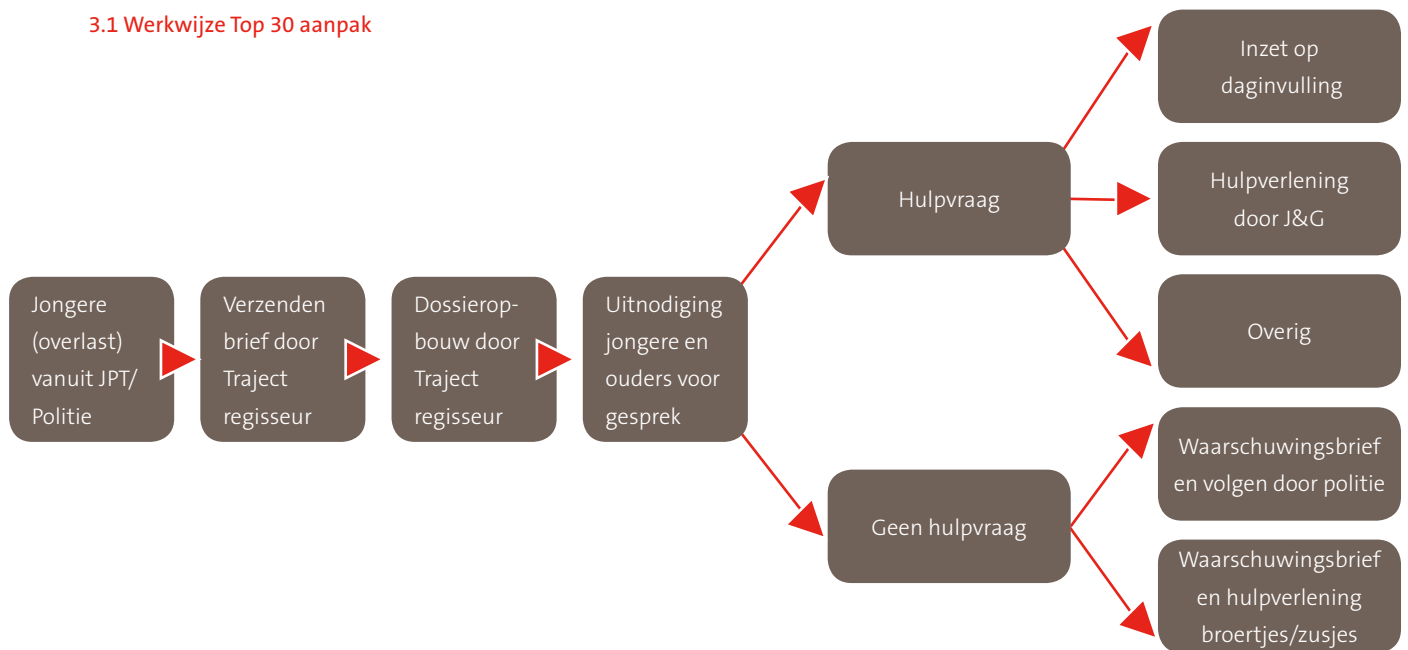 3.1 Werkwijze Top 30 aanpak
Jongere
(overlast)
vanuit JPT/
Politie
Verzenden
brief door
Traject
regisseur
Dossierop-
bouw door
Traject
regisseur
Uitnodiging
jongere en
ouders voor
gesprek
Hulpvraag
Inzet op
daginvulling
Hulpverlening
door J&G
Overig
Geen hulpvraag
Waarschuwingsbrief
en volgen door politie
Waarschuwingsbrief
en hulpverlening
broertjes/zusjes